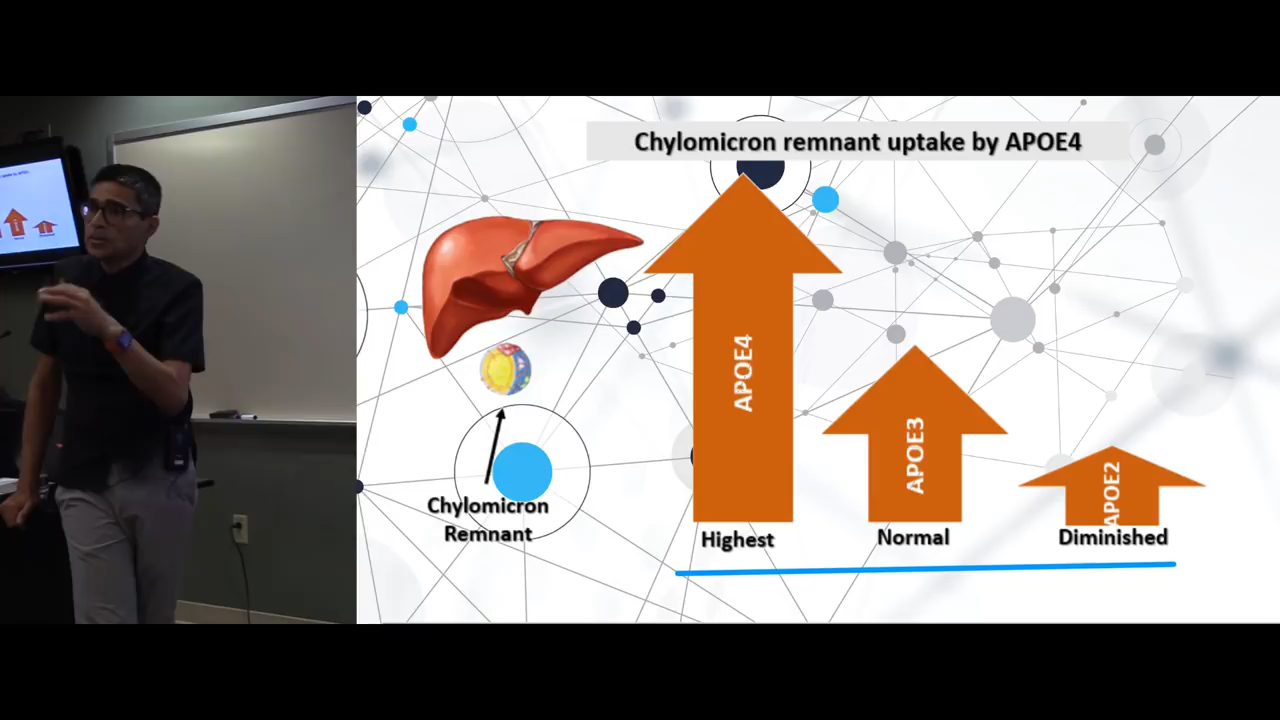 Chylomicron remnant uptake by APOE4
APOE4
APOE3
APOE2
Chylomicron
Remnant
Highest
Normal
Diminished